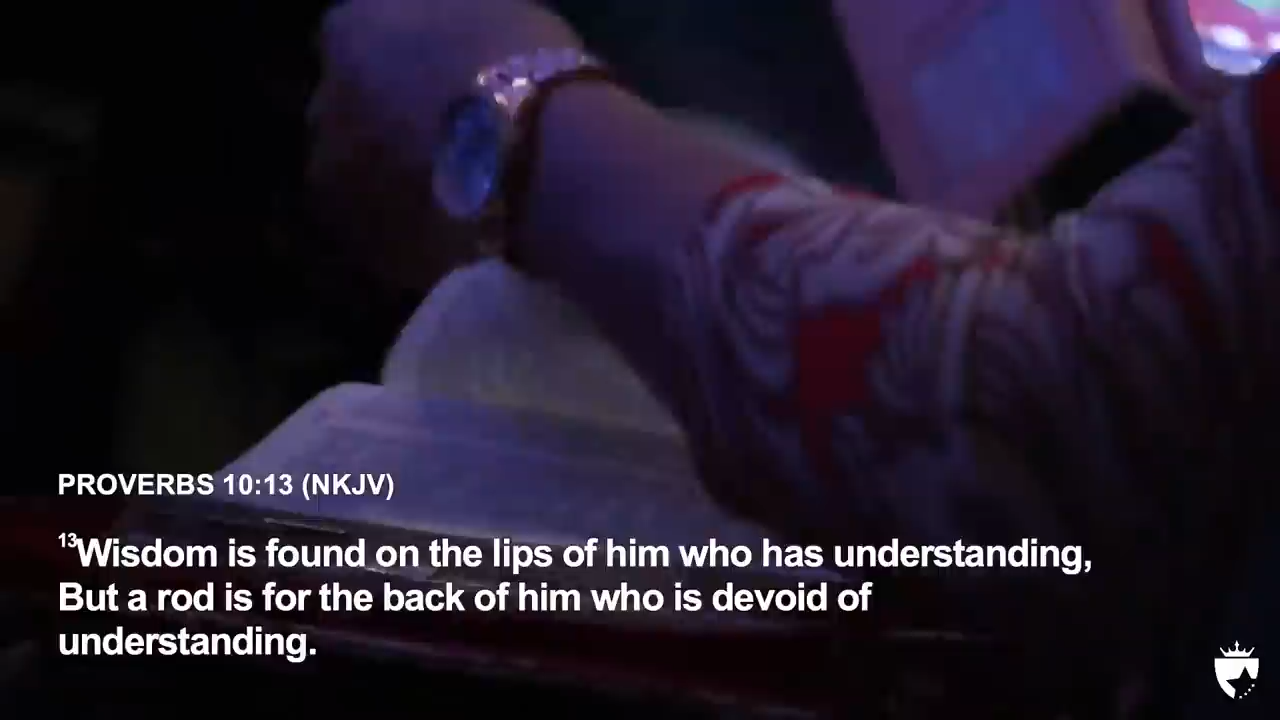 PROVERBS 10:13 (NKJV)
13Wisdom is found on the lips of him who has understanding,
But a rod is for the back of him who is devoid of
understanding.